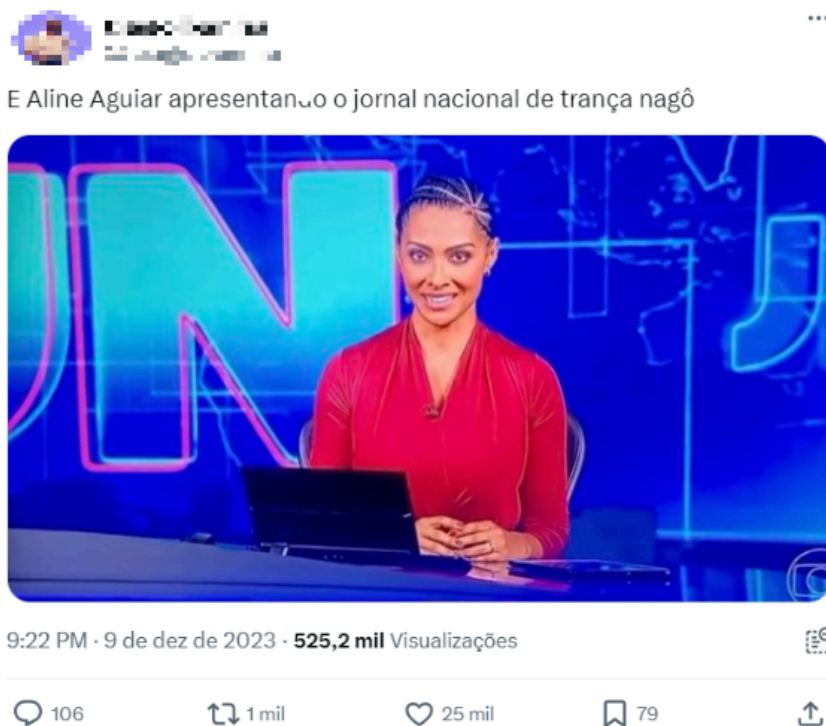 E Aline Aguiar apresentando o jornal nacional de trança nagô
JN
J
9:22 PM · 9 de dez de 2023 · 525,2 mil Visualizações
106 1 mil 25 mil 79